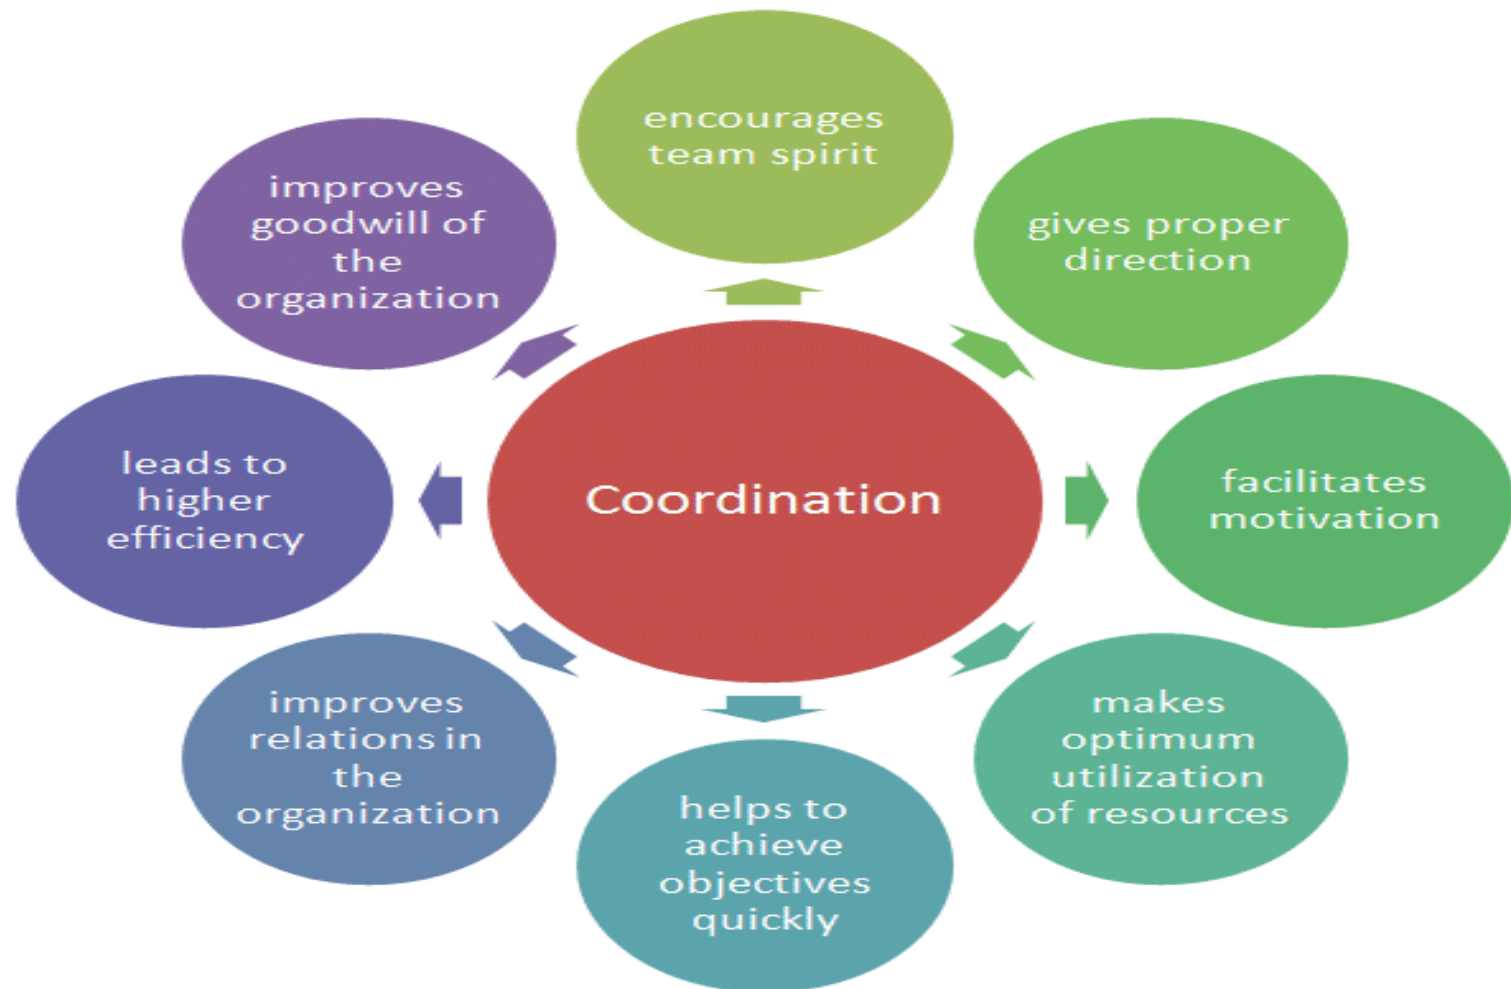 encourages
team spirit
gives proper
direction
facilitates
motivation
makes
optimum
utilization
of resources
helps to
achieve
objectives
quickly
improves
relations in
the
organization
leads to
higher
efficiency
improves
goodwill of
the
organization
Coordination